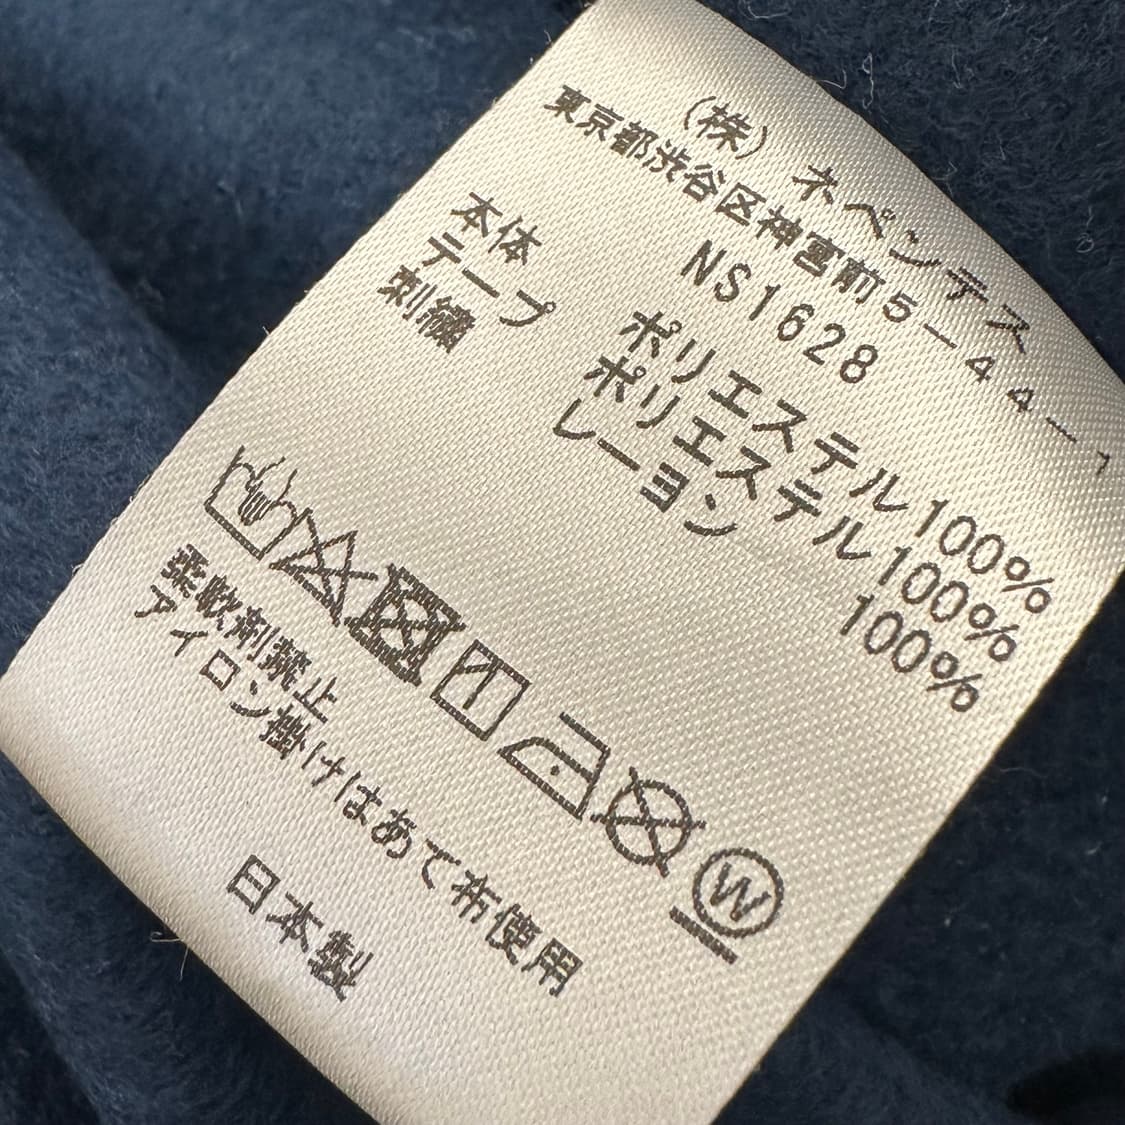 (株) ネペンテス
東京都渋谷区神宮前5ー44ー
NS1628
本体 ポリエステル100%
テープ ポリエステル100%
刺繍 レーヨン 100%
W
柔軟剤禁止
アイロン掛けはあて布使用
日本製